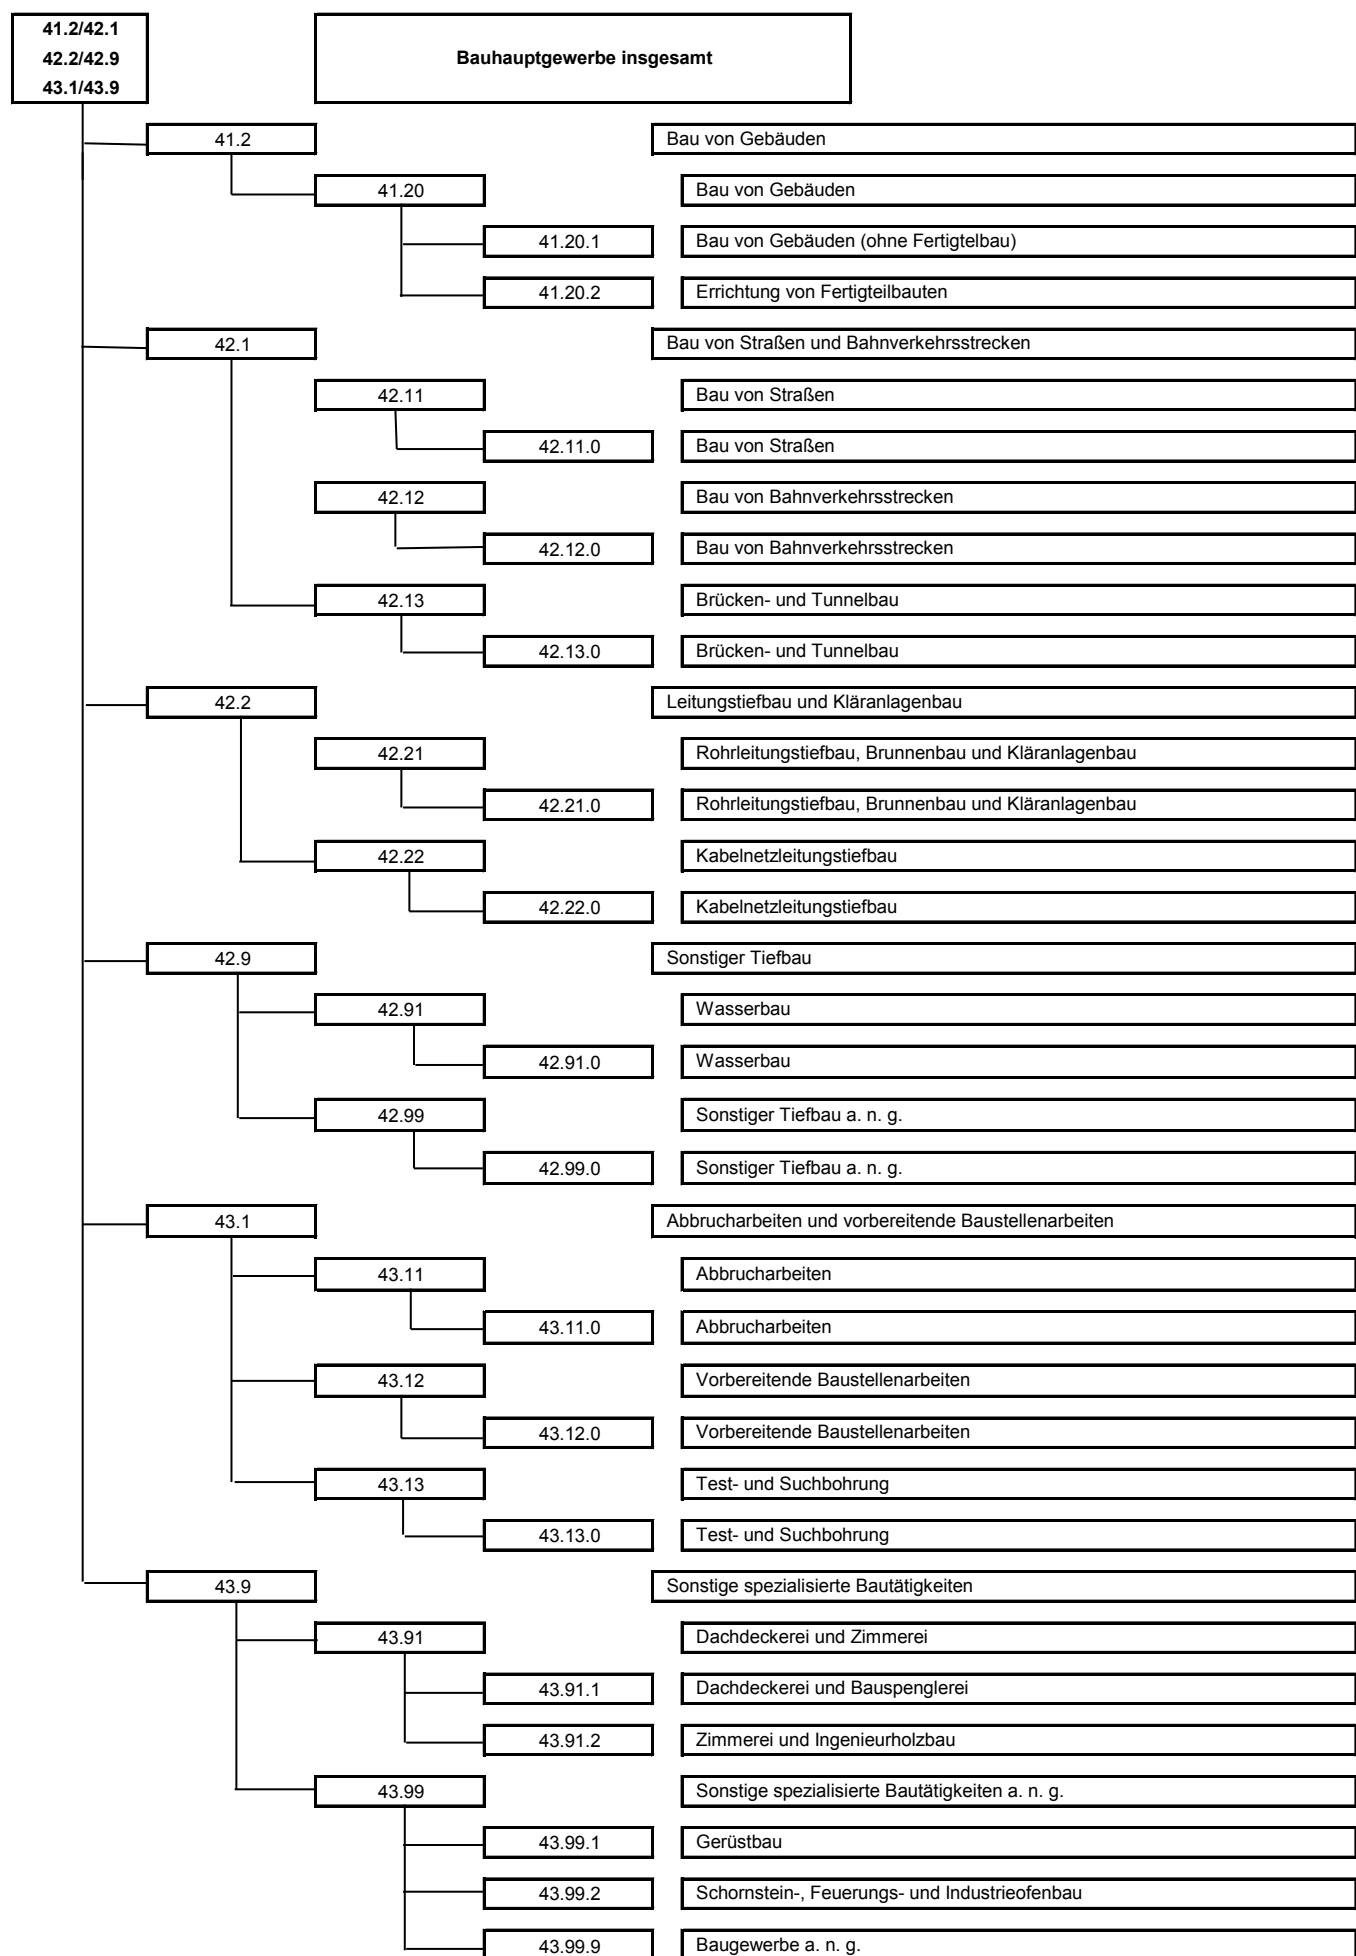 41.2/42.1
42.2/42.9
43.1/43.9
Bauhauptgewerbe insgesamt
41.2 Bau von Gebäuden
41.20 Bau von Gebäuden
41.20.1 Bau von Gebäuden (ohne Fertigtelbau)
41.20.2 Errichtung von Fertigteilbauten
42.1 Bau von Straßen und Bahnverkehrsstrecken
42.11 Bau von Straßen
42.11.0 Bau von Straßen
42.12 Bau von Bahnverkehrsstrecken
42.12.0 Bau von Bahnverkehrsstrecken
42.13 Brücken- und Tunnelbau
42.13.0 Brücken- und Tunnelbau
42.2 Leitungstiefbau und Kläranlagenbau
42.21 Rohrleitungstiefbau, Brunnenbau und Kläranlagenbau
42.21.0 Rohrleitungstiefbau, Brunnenbau und Kläranlagenbau
42.22 Kabelnetzleitungstiefbau
42.22.0 Kabelnetzleitungstiefbau
42.9 Sonstiger Tiefbau
42.91 Wasserbau
42.91.0 Wasserbau
42.99 Sonstiger Tiefbau a. n. g.
42.99.0 Sonstiger Tiefbau a. n. g.
43.1 Abbrucharbeiten und vorbereitende Baustellenarbeiten
43.11 Abbrucharbeiten
43.11.0 Abbrucharbeiten
43.12 Vorbereitende Baustellenarbeiten
43.12.0 Vorbereitende Baustellenarbeiten
43.13 Test- und Suchbohrung
43.13.0 Test- und Suchbohrung
43.9 Sonstige spezialisierte Bautätigkeiten
43.91 Dachdeckerei und Zimmerei
43.91.1 Dachdeckerei und Bauspenglerei
43.91.2 Zimmerei und Ingenieurholzbau
43.99 Sonstige spezialisierte Bautätigkeiten a. n. g.
43.99.1 Gerüstbau
43.99.2 Schornstein-, Feuerungs- und Industrieofenbau
43.99.9 Baugewerbe a. n. g.